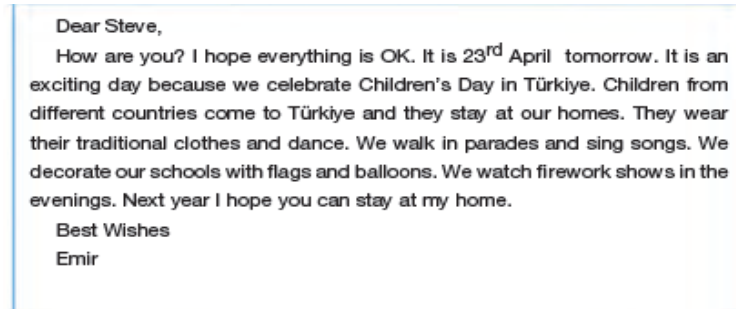 Dear Steve,
How are you? I hope everything is OK. It is 23rd April tomorrow. It is an
exciting day because we celebrate Children's Day in Türkiye. Children from
different countries come to Türkiye and they stay at our homes. They wear
their traditional clothes and dance. We walk in parades and sing songs. We
decorate our schools with flags and balloons. We watch firework shows in the
evenings. Next year I hope you can stay at my home.
Best Wishes
Emir